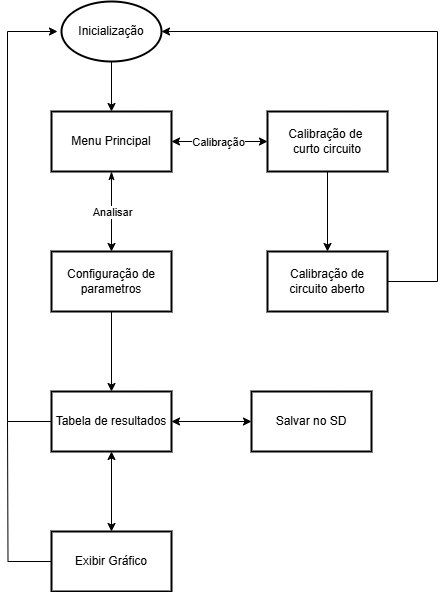 Inicialização
Menu Principal
Calibração
Calibração de
curto circuito
Analisar
Configuração de
parametros
Calibração de
circuito aberto
Tabela de resultados
Salvar no SD
Exibir Gráfico